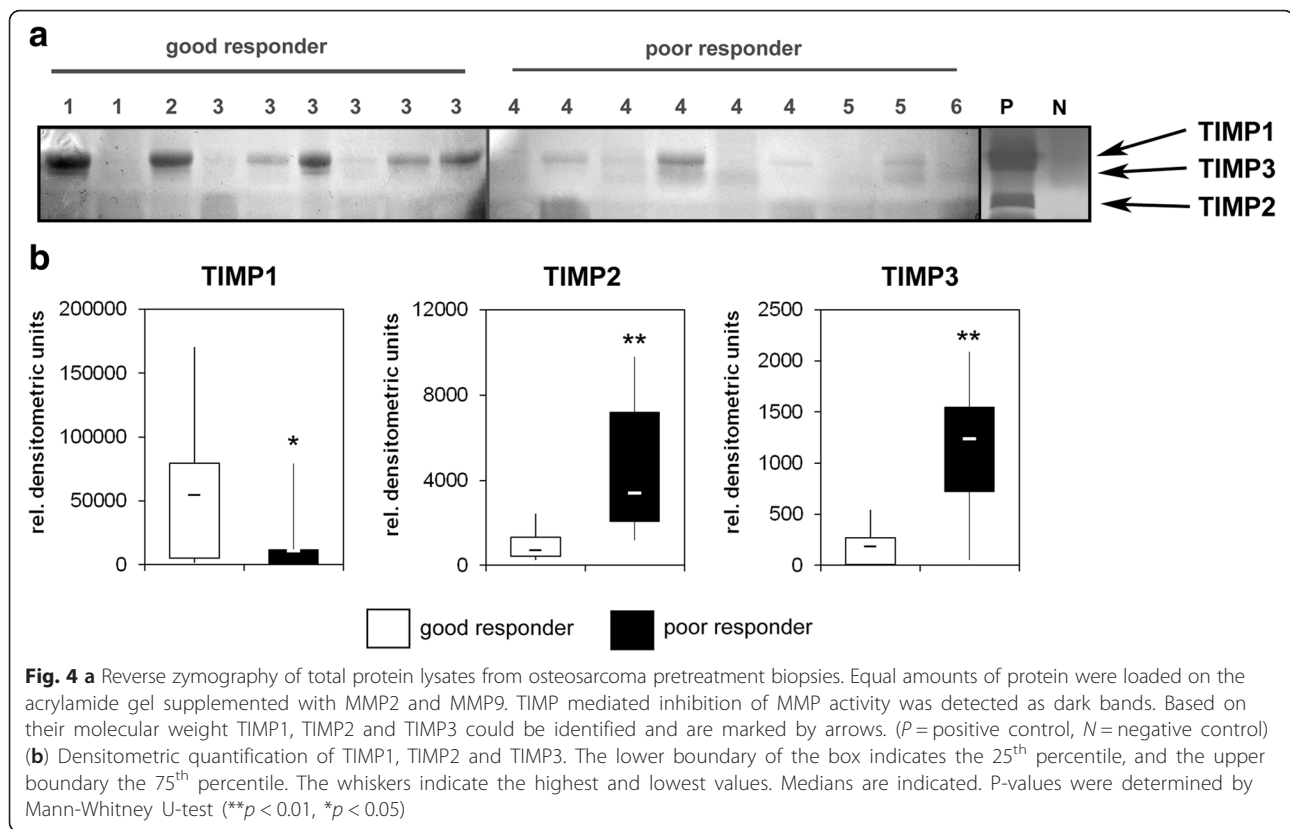 a
good responder
poor responder
1 1 2 3 3 3 3 3 3 4 4 4 4 4 4 5 5 6 P N
TIMP1
TIMP3
TIMP2
b
TIMP1
rel. densitometric units
200000
150000
100000
50000
0
*
TIMP2
rel. densitometric units
12000
8000
4000
0
**
TIMP3
rel. densitometric units
2500
2000
1500
1000
500
0
**
good responder
poor responder
Fig. 4 a Reverse zymography of total protein lysates from osteosarcoma pretreatment biopsies. Equal amounts of protein were loaded on the
acrylamide gel supplemented with MMP2 and MMP9. TIMP mediated inhibition of MMP activity was detected as dark bands. Based on
their molecular weight TIMP1, TIMP2 and TIMP3 could be identified and are marked by arrows. (P = positive control, N = negative control)
(b) Densitometric quantification of TIMP1, TIMP2 and TIMP3. The lower boundary of the box indicates the 25th percentile, and the upper
boundary the 75th percentile. The whiskers indicate the highest and lowest values. Medians are indicated. P-values were determined by
Mann-Whitney U-test (**p < 0.01, *p < 0.05)